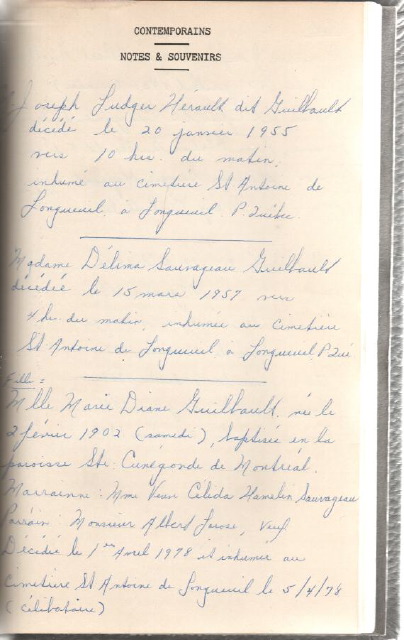 CONTEMPORAINS
NOTES & SOUVENIRS
Joseph Ludger Hérault dit Guilbault
décédé le 20 janvier 1955
vers 10 hrs. du matin,
inhumé au cimetière St Antoine de
Longueuil, à Longueuil P. Québec
Madame Délima Sauvageau Guilbault
décédée le 15 mars 1957 vers
4 hr. du matin, inhumée au cimetière
St Antoine de Longueuil à Longueuil, P. Qué
Fille =
Mlle Marie Diane Guilbault, née le
2 février 1902 (samedi), baptisée en la
paroisse Ste. Cunégonde de Montréal.
Marrainne: Mme Veuve Célida Hamelin Sauvageau
Parrain. Monsieur Albert, Veuf
Décédée le 1er Avril 1978 et inhumée au
cimetière St Antoine de Longueuil le 5/4/78
(célibataire)